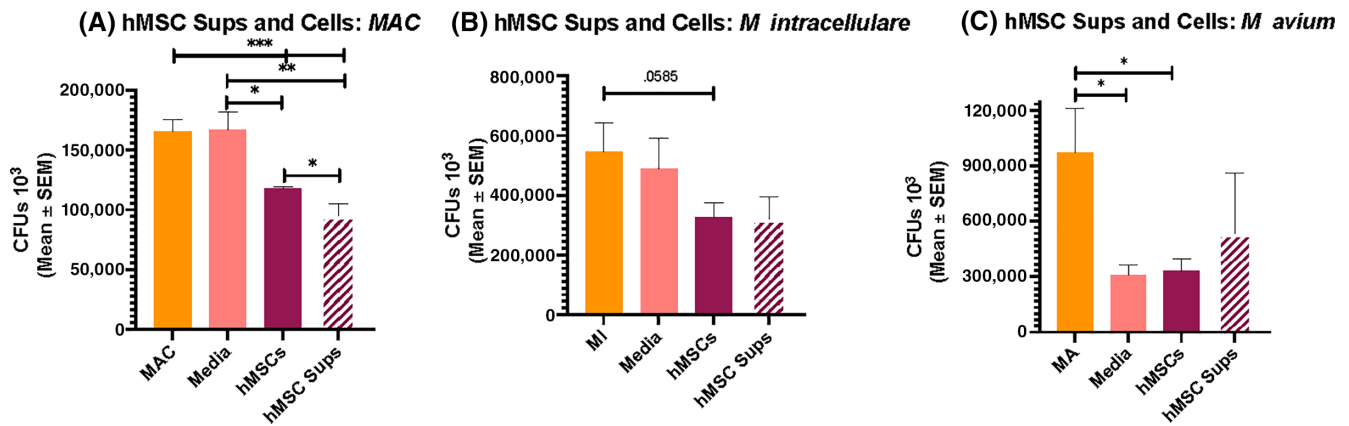 (A) hMSC Sups and Cells: MAC
***
**
*
*
200,000
150,000
100,000
50,000
0
CFUs 10³
(Mean ± SEM)
MAC
Media
hMSCs
hMSC Sups
(B) hMSC Sups and Cells: M intracellulare
.0585
800,000
600,000
400,000
200,000
0
CFUs 10³
(Mean ± SEM)
MI
Media
hMSCs
hMSC Sups
(C) hMSC Sups and Cells: M avium
*
*
120,000
900,000
600,000
300,000
0
CFUs 10³
(Mean ± SEM)
MA
Media
hMSCs
hMSC Sups